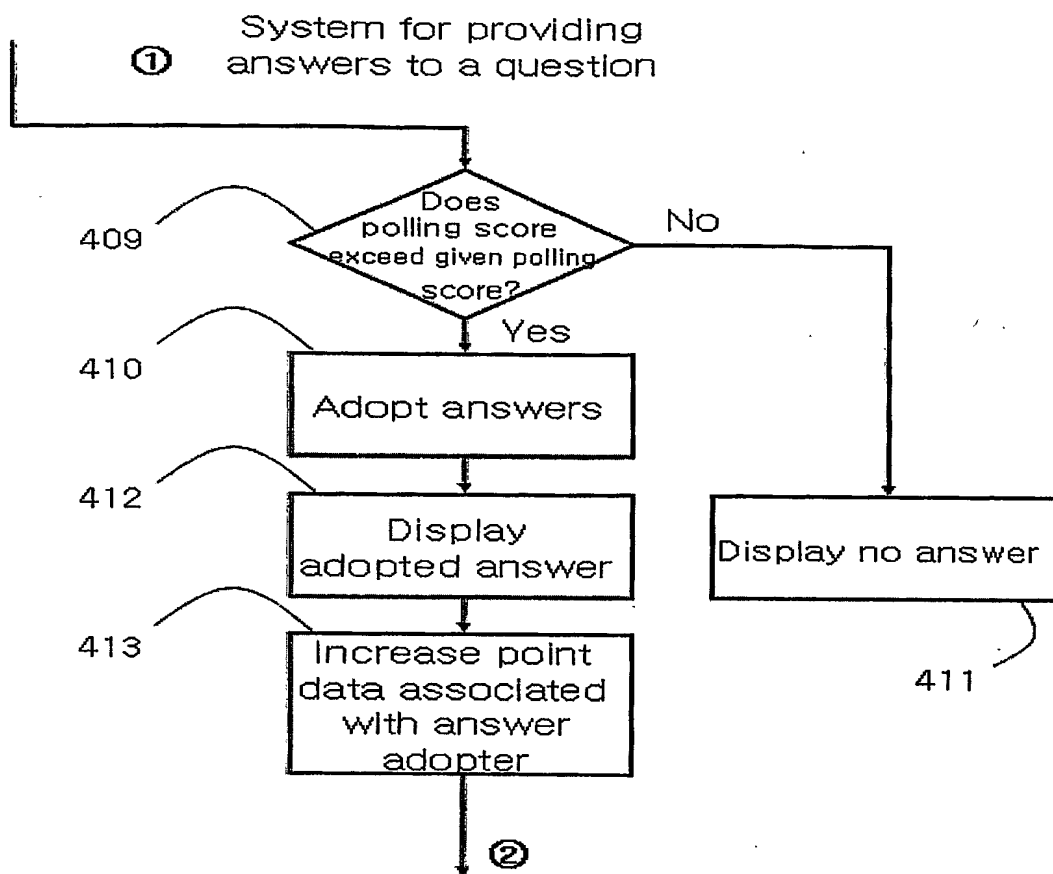 System for providing
① answers to a question
Does
polling score
exceed given polling
score?
409
No
Yes
410
Adopt answers
412
Display
adopted answer
Display no answer
413
Increase point
data associated
with answer
adopter
411
②